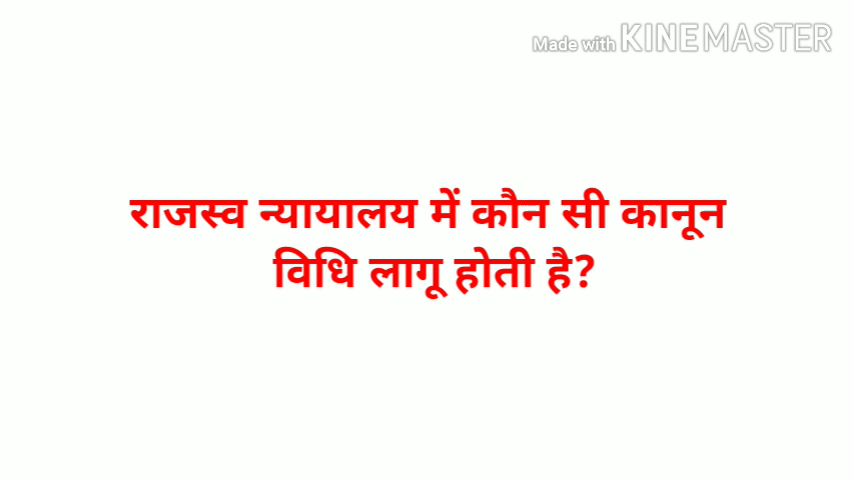 Made with KINEMASTER
राजस्व न्यायालय में कौन सी कानून
विधि लागू होती है?